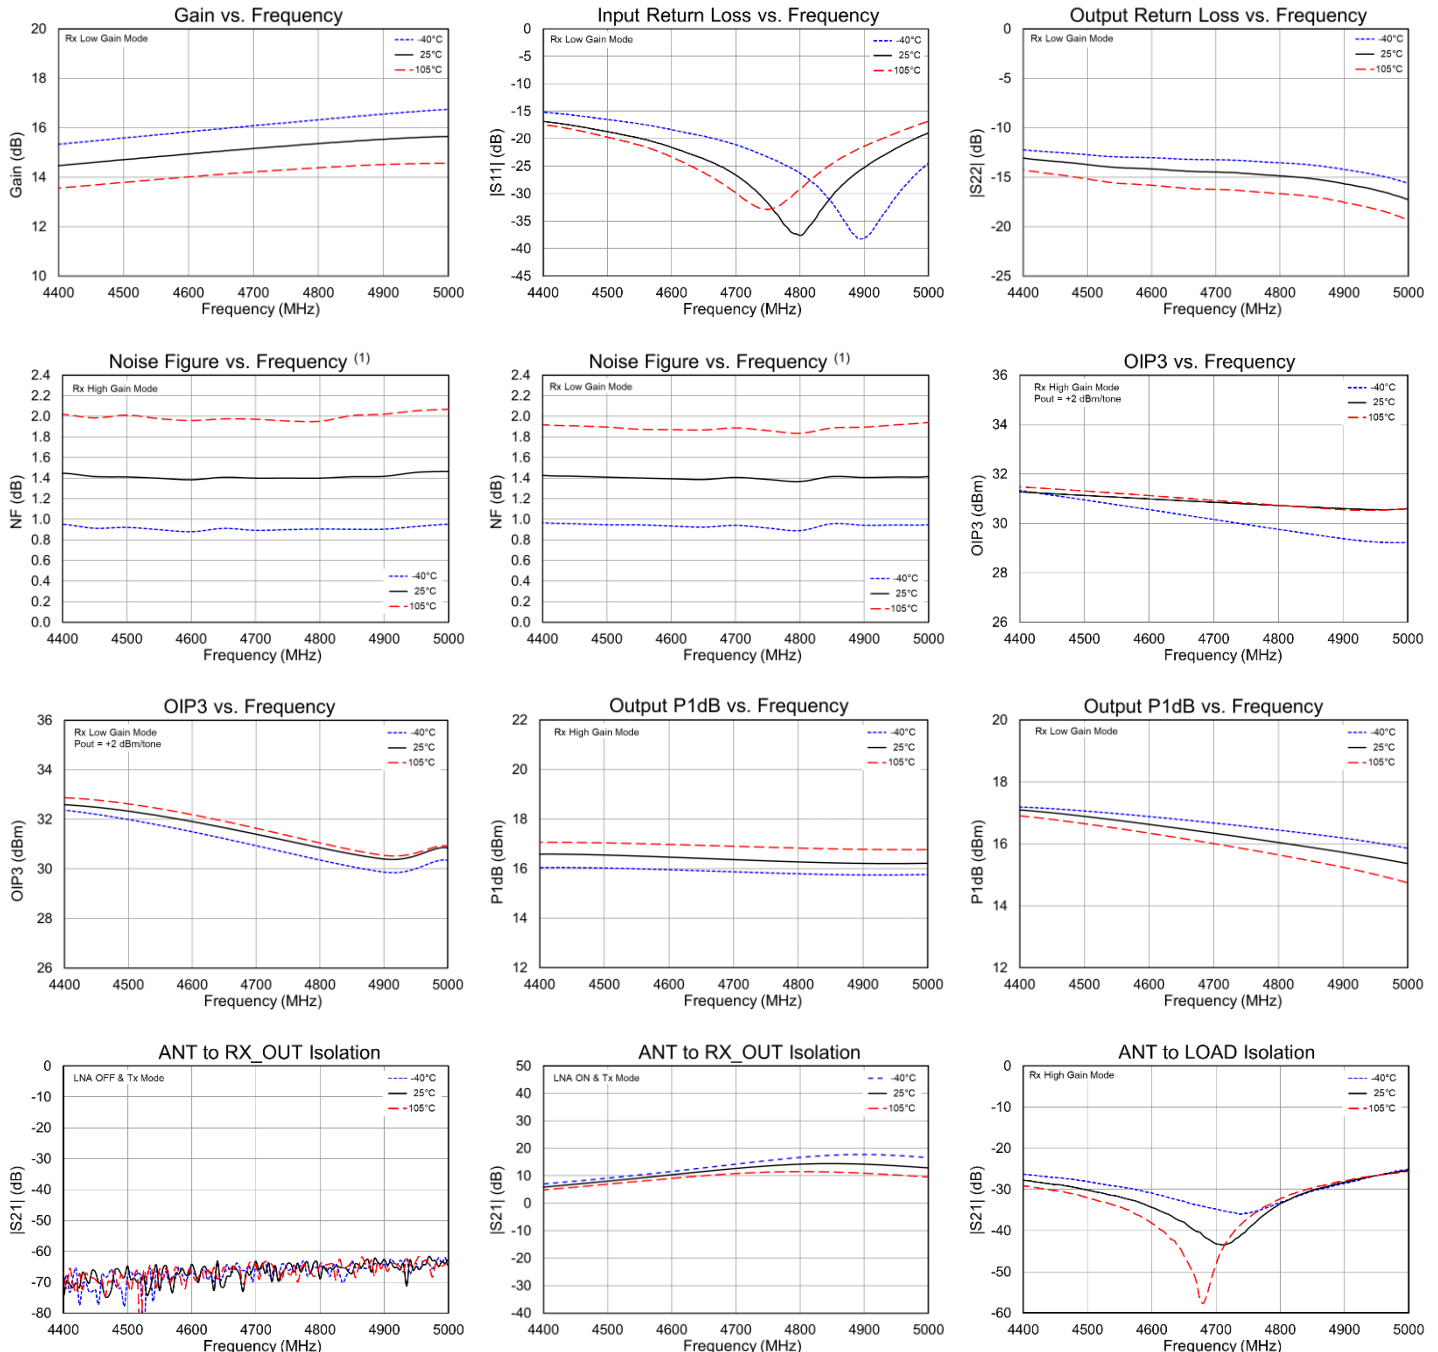 Gain vs. Frequency
Rx Low Gain Mode
-40°C
25°C
105°C
Gain (dB)
20
18
16
14
12
10
4400 4500 4600 4700 4800 4900 5000
Frequency (MHz)
Input Return Loss vs. Frequency
Rx Low Gain Mode
-40°C
25°C
105°C
|S11| (dB)
0
-5
-10
-15
-20
-25
-30
-35
-40
-45
4400 4500 4600 4700 4800 4900 5000
Frequency (MHz)
Output Return Loss vs. Frequency
Rx Low Gain Mode
-40°C
25°C
105°C
|S22| (dB)
0
-5
-10
-15
-20
-25
4400 4500 4600 4700 4800 4900 5000
Frequency (MHz)
Noise Figure vs. Frequency (1)
Rx High Gain Mode
-40°C
25°C
105°C
NF (dB)
2.4
2.2
2.0
1.8
1.6
1.4
1.2
1.0
0.8
0.6
0.4
0.2
0.0
4400 4500 4600 4700 4800 4900 5000
Frequency (MHz)
Noise Figure vs. Frequency (1)
Rx Low Gain Mode
-40°C
25°C
105°C
NF (dB)
2.4
2.2
2.0
1.8
1.6
1.4
1.2
1.0
0.8
0.6
0.4
0.2
0.0
4400 4500 4600 4700 4800 4900 5000
Frequency (MHz)
OIP3 vs. Frequency
Rx High Gain Mode
Pout = +2 dBm/tone
-40°C
25°C
105°C
OIP3 (dBm)
36
34
32
30
28
26
4400 4500 4600 4700 4800 4900 5000
Frequency (MHz)
OIP3 vs. Frequency
Rx Low Gain Mode
Pout = +2 dBm/tone
-40°C
25°C
105°C
OIP3 (dBm)
36
34
32
30
28
26
4400 4500 4600 4700 4800 4900 5000
Frequency (MHz)
Output P1dB vs. Frequency
Rx High Gain Mode
-40°C
25°C
105°C
P1dB (dBm)
22
20
18
16
14
12
4400 4500 4600 4700 4800 4900 5000
Frequency (MHz)
Output P1dB vs. Frequency
Rx Low Gain Mode
-40°C
25°C
105°C
P1dB (dBm)
20
18
16
14
12
4400 4500 4600 4700 4800 4900 5000
Frequency (MHz)
ANT to RX_OUT Isolation
LNA OFF & Tx Mode
-40°C
25°C
105°C
|S21| (dB)
0
-10
-20
-30
-40
-50
-60
-70
-80
4400 4500 4600 4700 4800 4900 5000
Frequency (MHz)
ANT to RX_OUT Isolation
LNA ON & Tx Mode
-40°C
25°C
105°C
|S21| (dB)
50
40
30
20
10
0
-10
-20
-30
-40
4400 4500 4600 4700 4800 4900 5000
Frequency (MHz)
ANT to LOAD Isolation
Rx High Gain Mode
-40°C
25°C
105°C
|S21| (dB)
0
-10
-20
-30
-40
-50
-60
4400 4500 4600 4700 4800 4900 5000
Frequency (MHz)